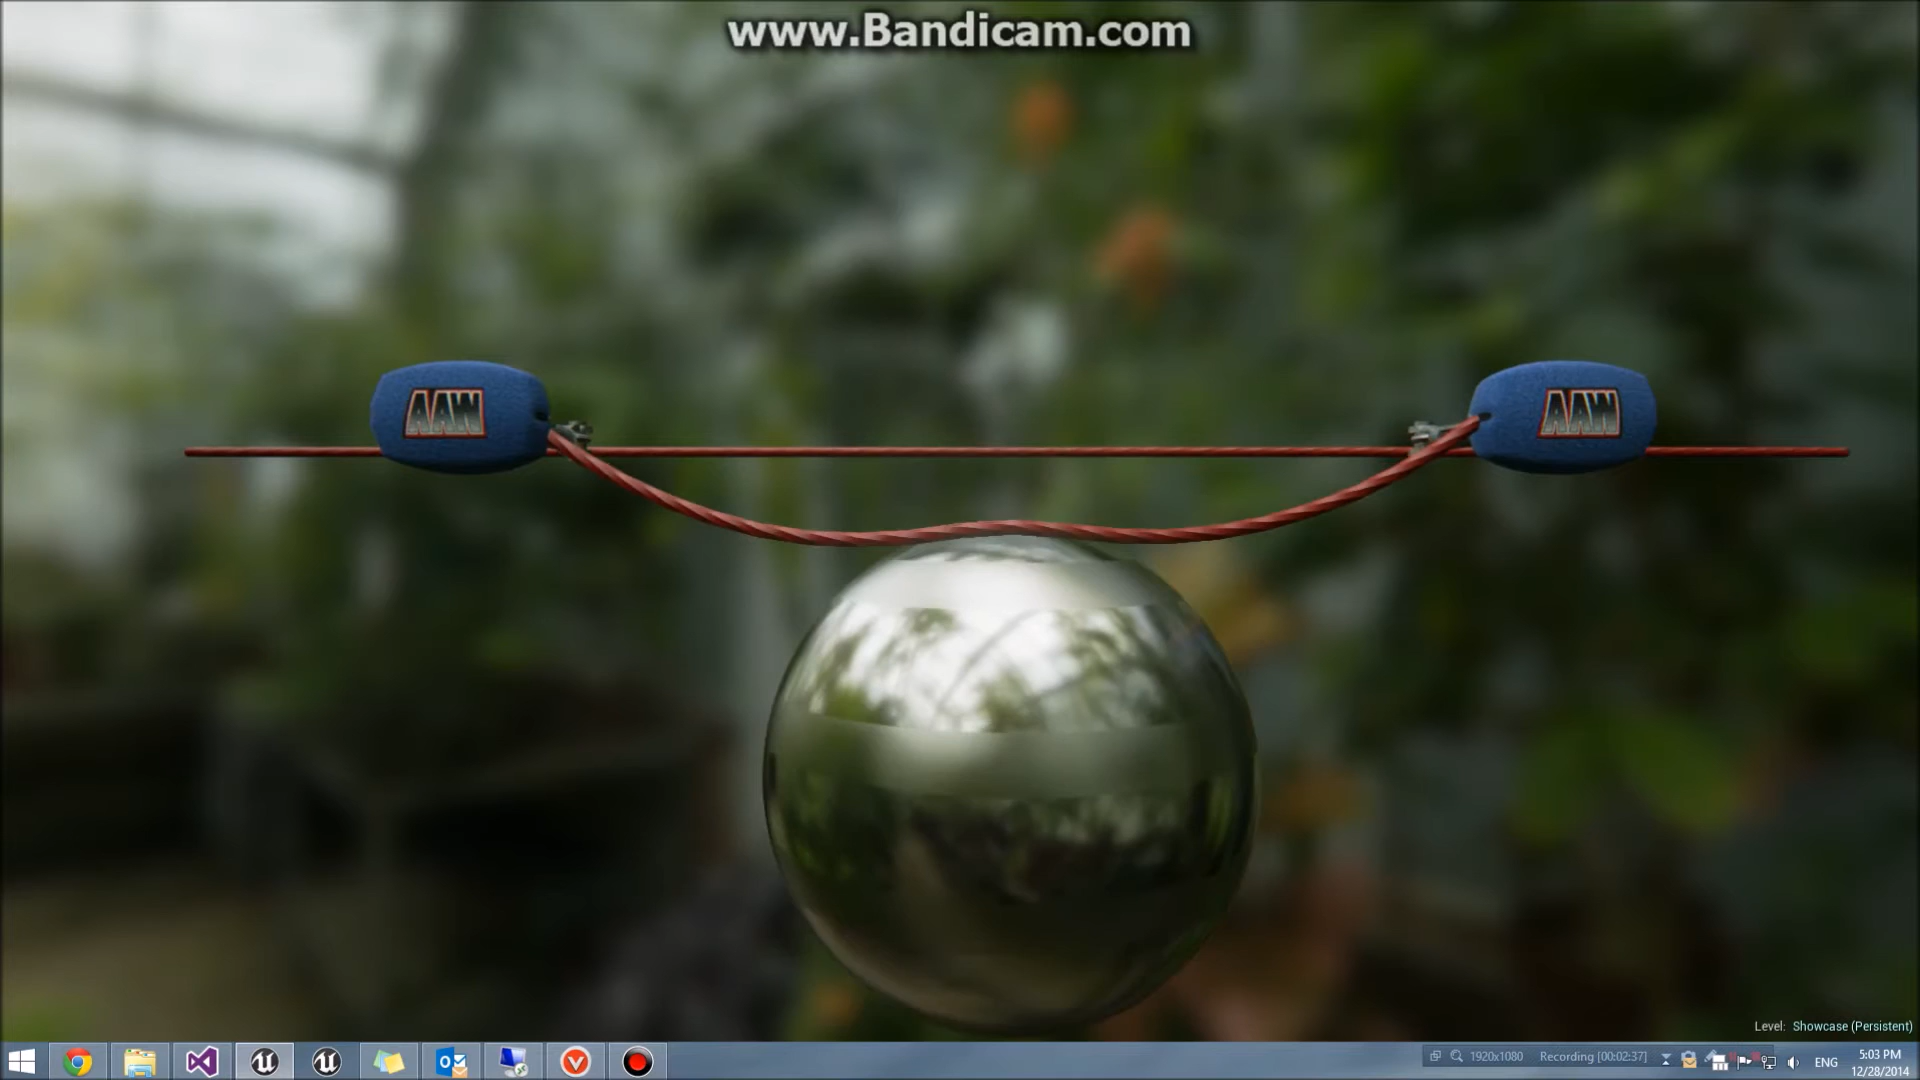 www.Bandicam.com
AAW
AAW
Level: Showcase (Persistent)
1920x1080 Recording [00:02:37]
ENG
5:03 PM
12/28/2014